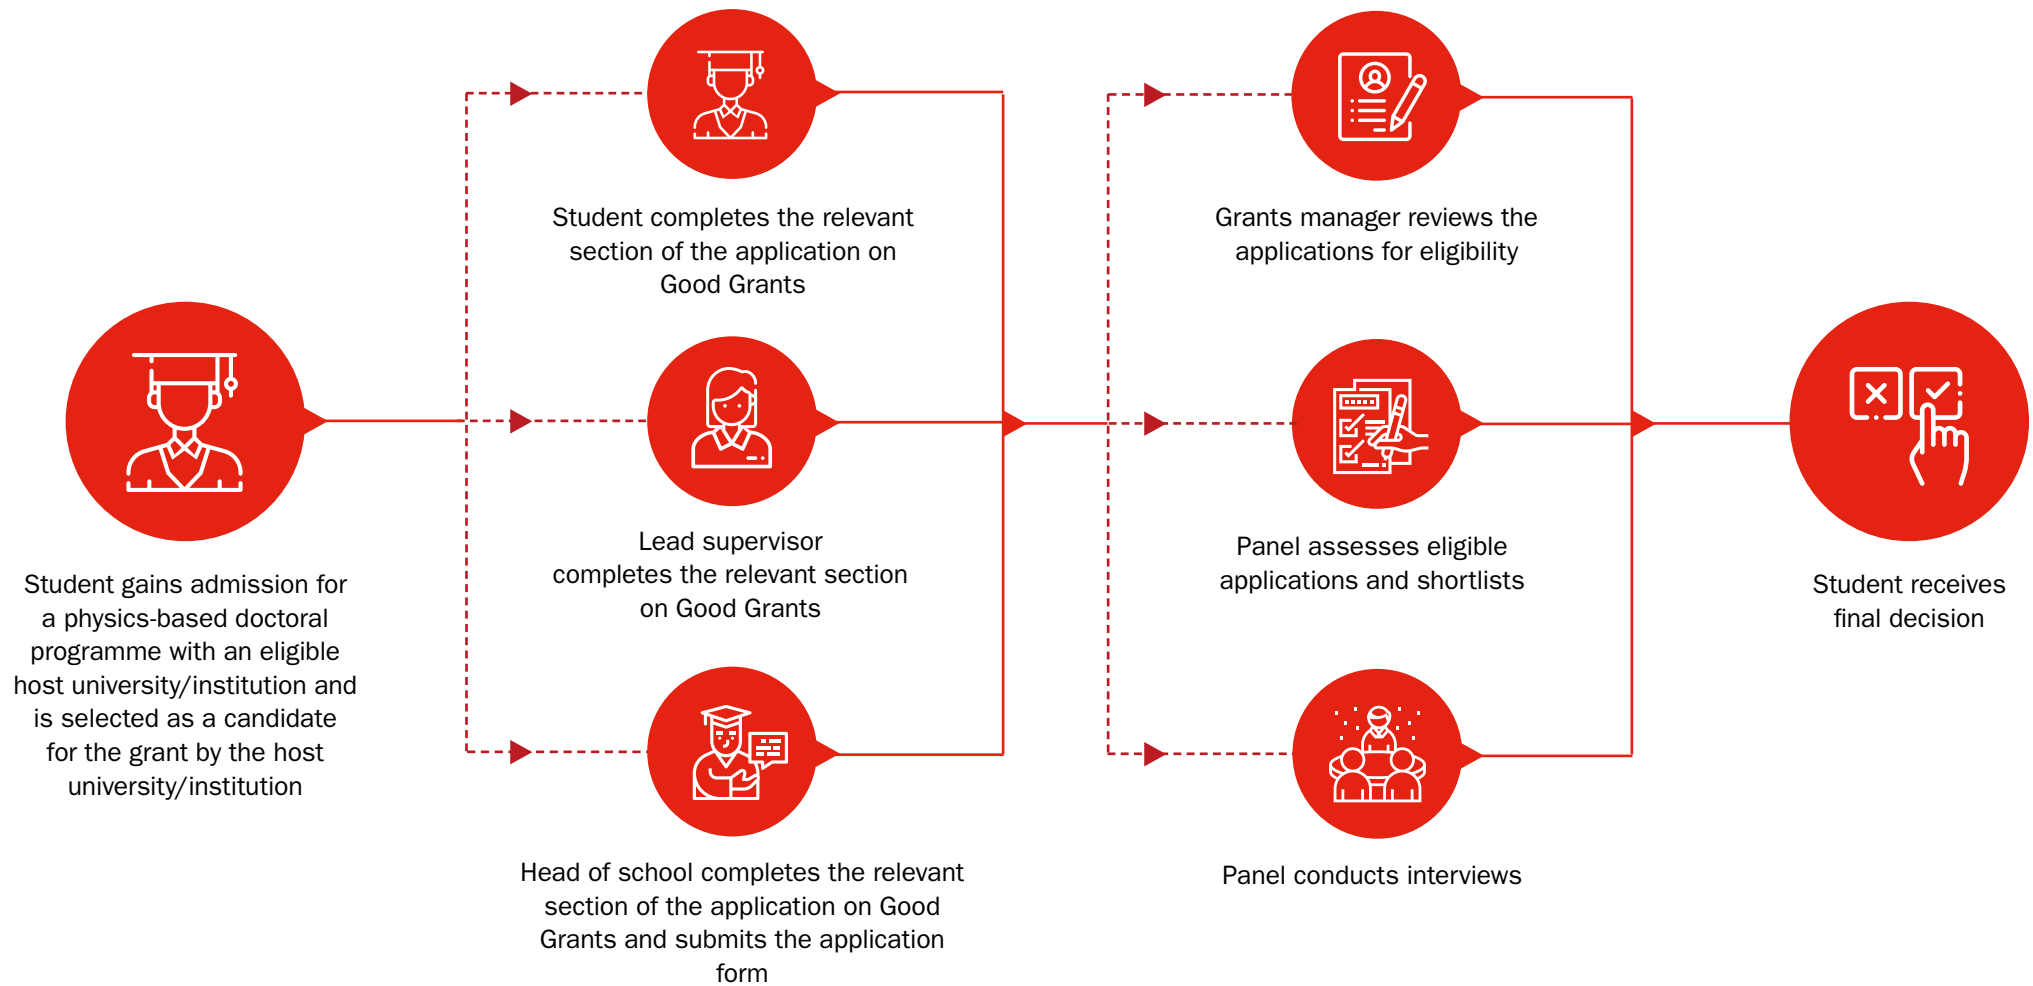 Student gains admission for
a physics-based doctoral
programme with an eligible
host university/institution and
is selected as a candidate
for the grant by the host
university/institution
Student completes the relevant
section of the application on
Good Grants
Lead supervisor
completes the relevant section
on Good Grants
Head of school completes the relevant
section of the application on Good
Grants and submits the application
form
Grants manager reviews the
applications for eligibility
Panel assesses eligible
applications and shortlists
Panel conducts interviews
Student receives
final decision